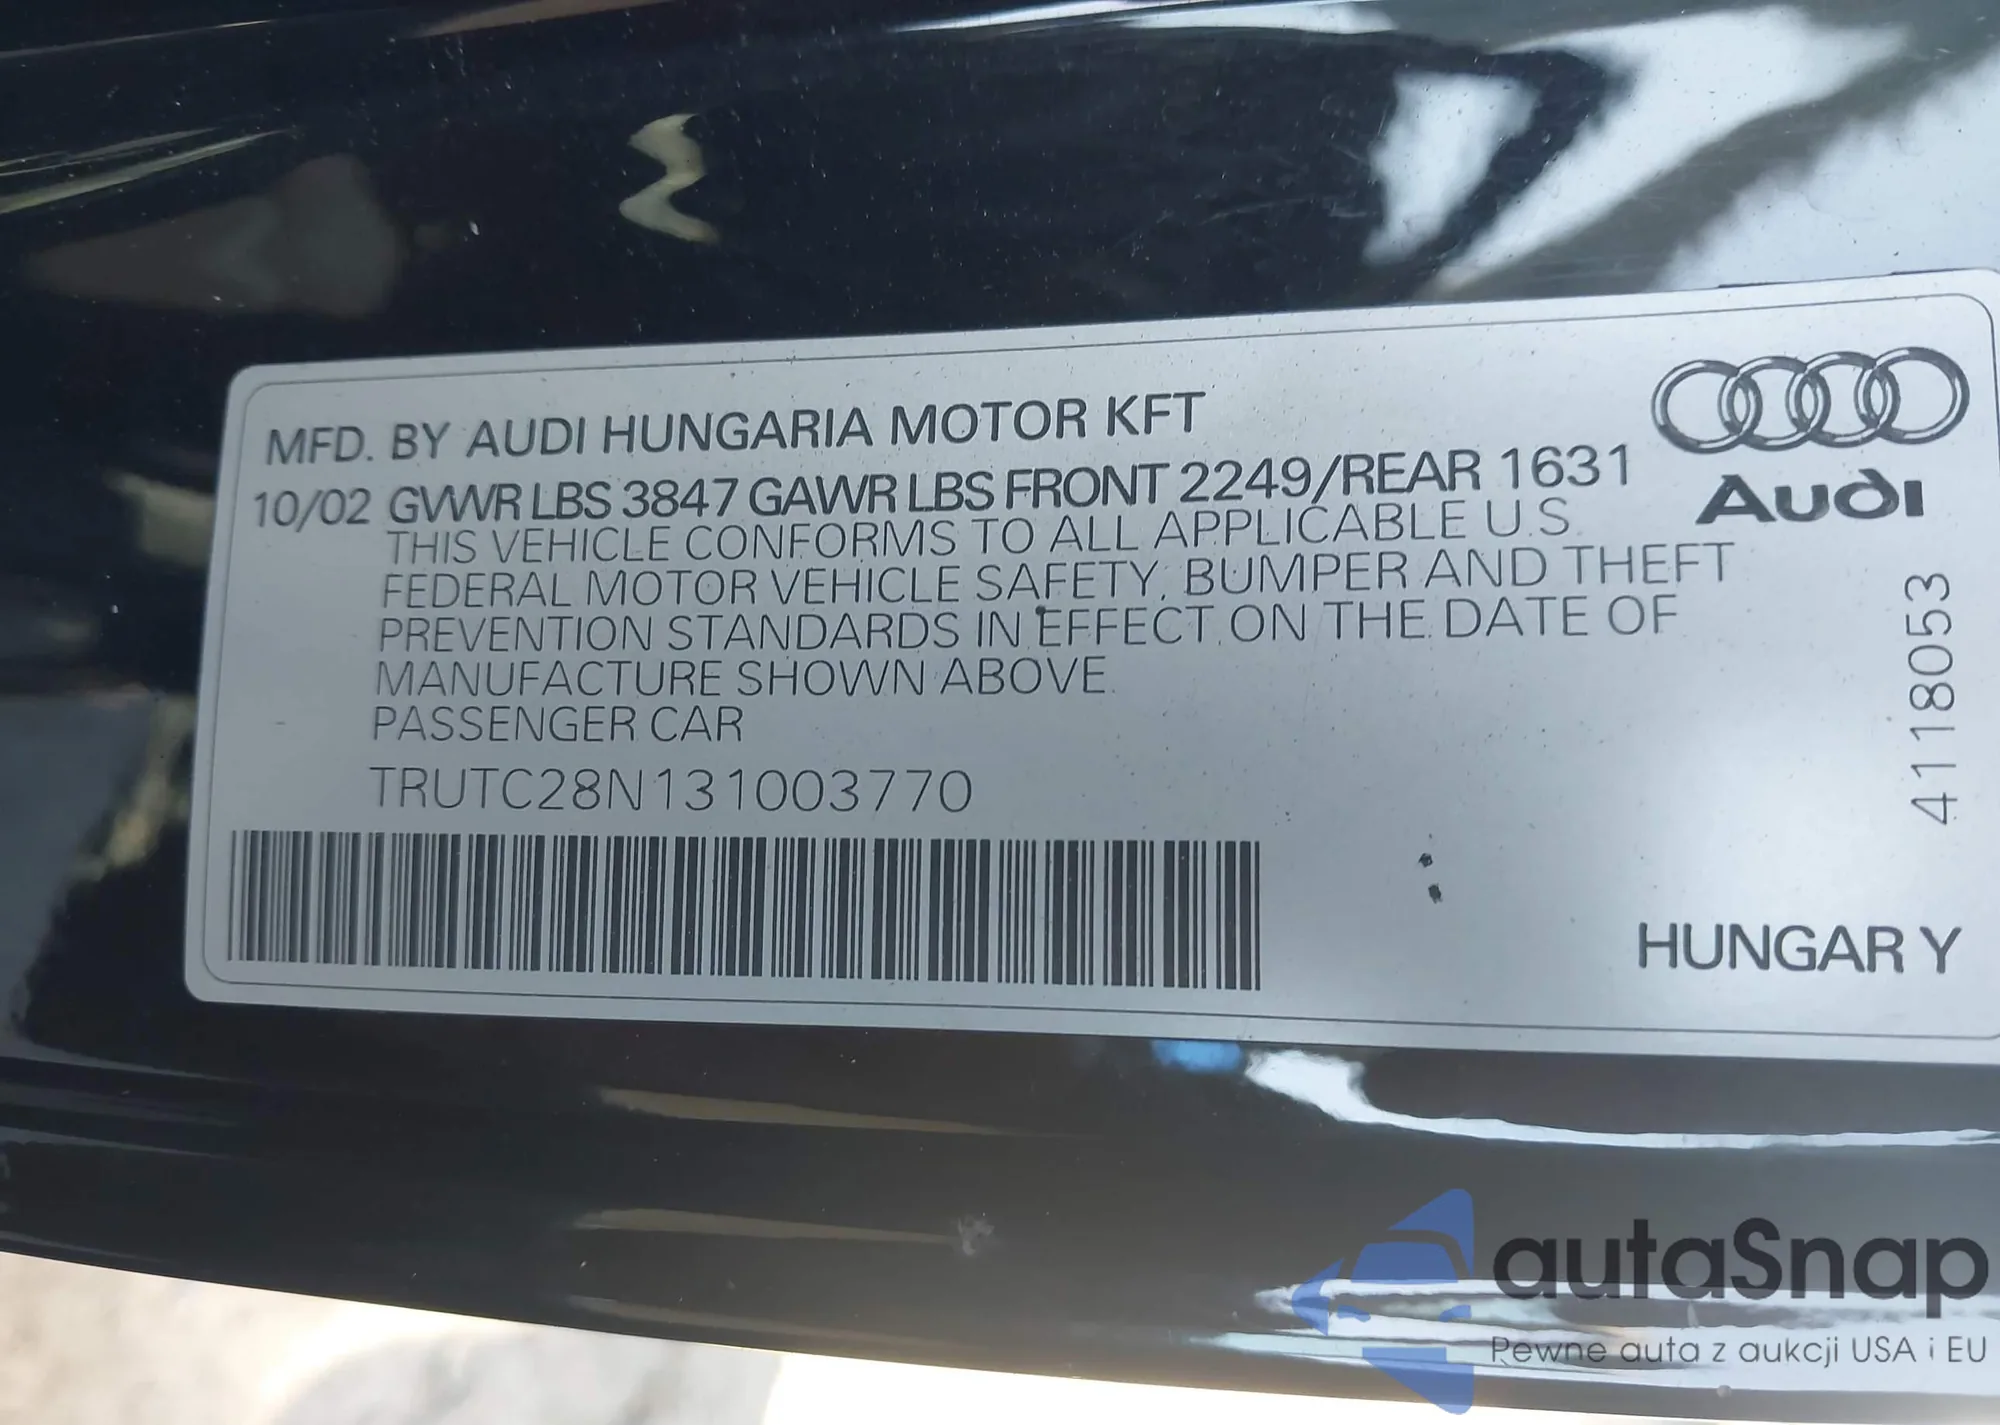 MFD. BY AUDI HUNGARIA MOTOR KFT
10/02 GVWR LBS 3847 GAWR LBS FRONT 2249/REAR 1631
THIS VEHICLE CONFORMS TO ALL APPLICABLE U.S.
FEDERAL MOTOR VEHICLE SAFETY, BUMPER AND THEFT
PREVENTION STANDARDS IN EFFECT ON THE DATE OF
MANUFACTURE SHOWN ABOVE.
PASSENGER CAR
TRUTC28N131003770
Audi
4118053
HUNGARY
autaSnap
Pewne auta z aukcji USA i EU